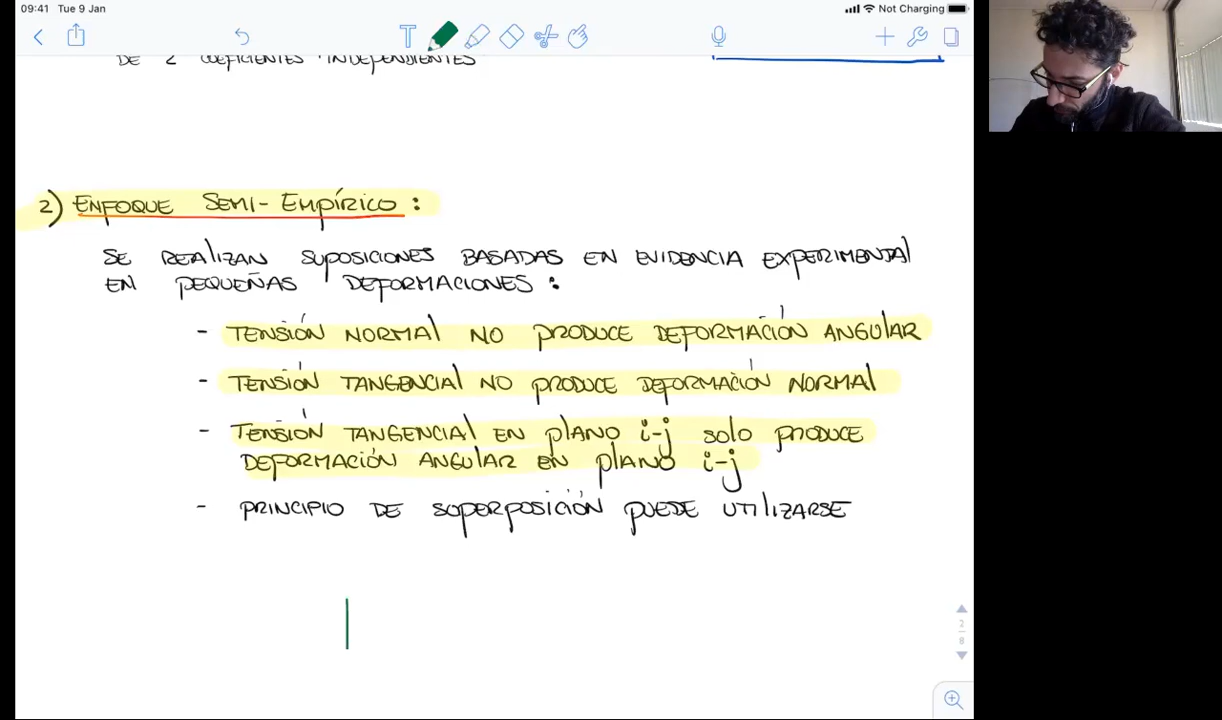 09:41 Tue 9 Jan
Not Charging
T
DE 2 COEFICIENTES INDEPENDIENTES
2) ENFOQUE SEMI-EMPÍRICO:
SE REALIZAN SUPOSICIONES BASADAS EN EVIDENCIA EXPERIMENTAL
EN PEQUEÑAS DEFORMACIONES:
- TENSIÓN NORMAL NO PRODUCE DEFORMACIÓN ANGULAR
- TENSIÓN TANGENCIAL NO PRODUCE DEFORMACIÓN NORMAL
- TENSIÓN TANGENCIAL EN PLANO i-j SOLO PRODUCE
DEFORMACIÓN ANGULAR EN PLANO i-j
- PRINCIPIO DE SUPERPOSICIÓN PUEDE UTILIZARSE
2
8